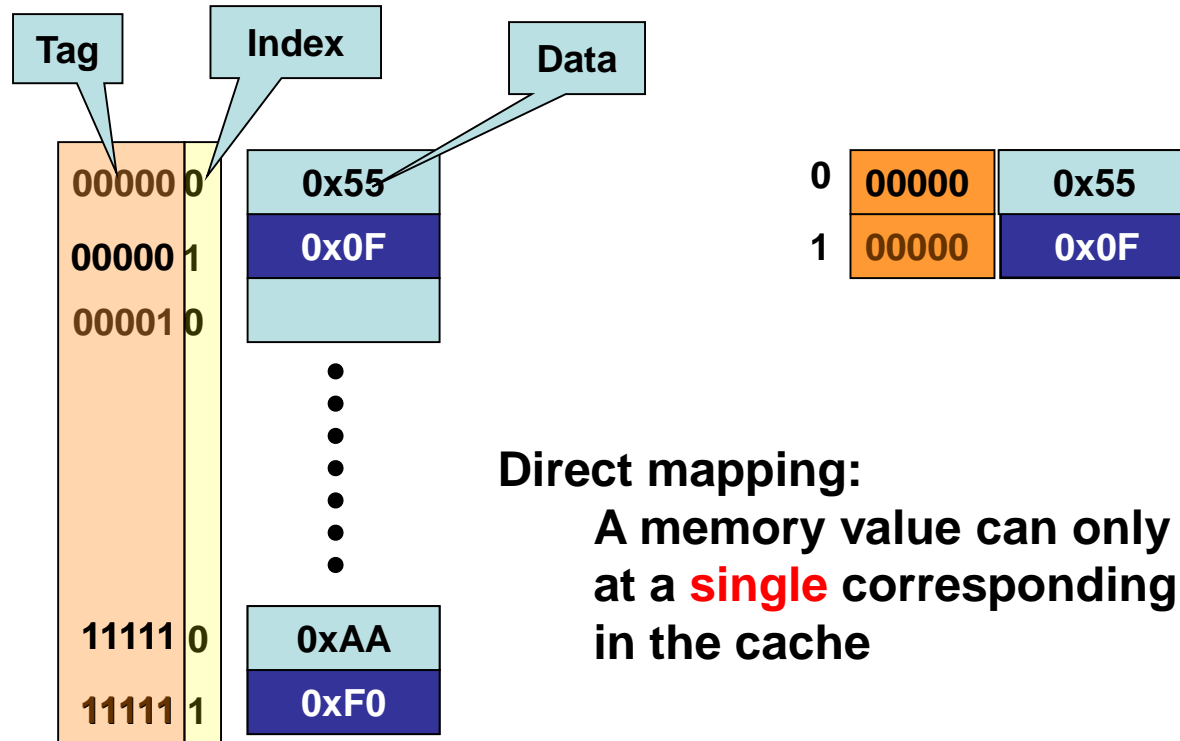 Tag
Index
Data
00000 0 0x55
00000 1 0x0F
00001 0
11111 0 0xAA
11111 1 0xF0
0 00000 0x55
1 00000 0x0F
Direct mapping:
A memory value can only
at a single corresponding
in the cache